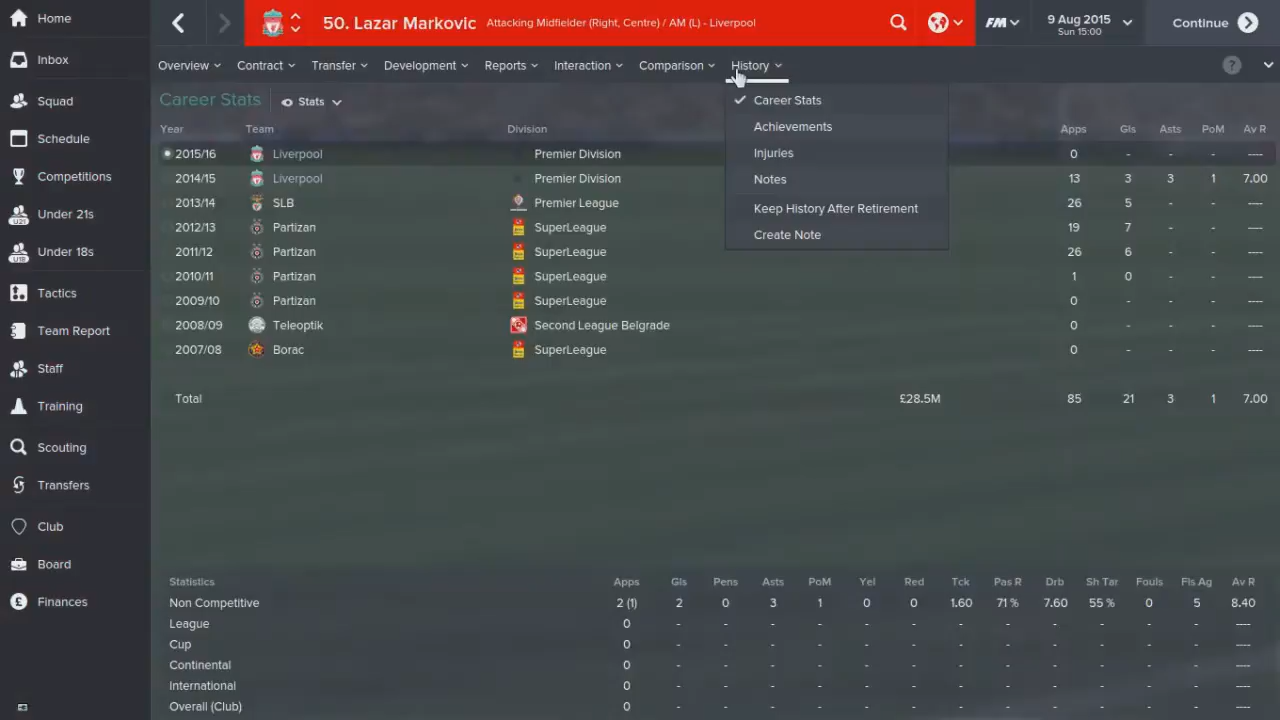 Home
50. Lazar Markovic Attacking Midfielder (Right, Centre) / AM (L) - Liverpool
FM
9 Aug 2015
Sun 15:00
Continue
Inbox
Squad
Schedule
Competitions
Under 21s
Under 18s
Tactics
Team Report
Staff
Training
Scouting
Transfers
Club
Board
Finances
Overview Contract Transfer Development Reports Interaction Comparison History ?
Career Stats Stats
Career Stats
Achievements
Injuries
Notes
Keep History After Retirement
Create Note
Year Team Division Apps Gls Asts PoM Av R
2015/16 Liverpool Premier Division 0 - - - ----
2014/15 Liverpool Premier Division 13 3 3 1 7.00
2013/14 SLB Premier League 26 5 - - ----
2012/13 Partizan SuperLeague 19 7 - - ----
2011/12 Partizan SuperLeague 26 6 - - ----
2010/11 Partizan SuperLeague 1 0 - - ----
2009/10 Partizan SuperLeague 0 - - - ----
2008/09 Teleoptik Second League Belgrade 0 - - - ----
2007/08 Borac SuperLeague 0 - - - ----
Total £28.5M 85 21 3 1 7.00
Statistics Apps Gls Pens Asts PoM Yel Red Tck Pas R Drb Sh Tar Fouls Fls Ag Av R
Non Competitive 2 (1) 2 0 3 1 0 0 1.60 71 % 7.60 55 % 0 5 8.40
League 0 - - - - - - - - - - - - ----
Cup 0 - - - - - - - - - - - - ----
Continental 0 - - - - - - - - - - - - ----
International 0 - - - - - - - - - - - - ----
Overall (Club) 0 - - - - - - - - - - - - ----